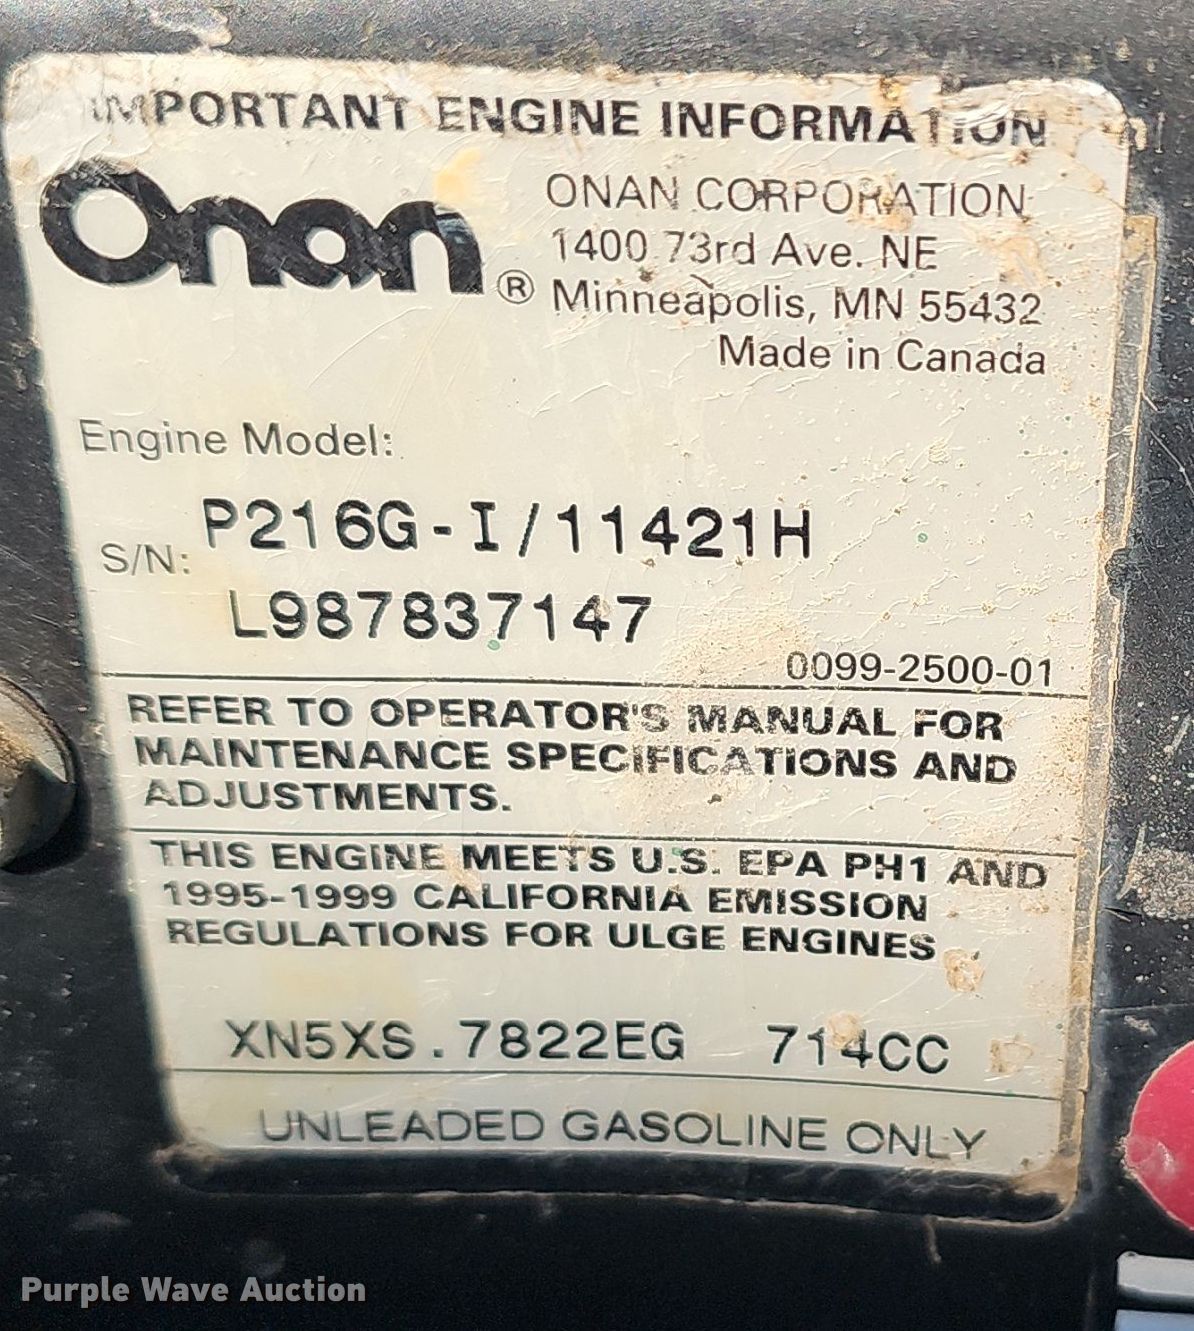 IMPORTANT ENGINE INFORMATION
Onan®
ONAN CORPORATION
1400 73rd Ave. NE
Minneapolis, MN 55432
Made in Canada
Engine Model:
P216G-I/11421H
S/N:
L987837147
0099-2500-01
REFER TO OPERATOR'S MANUAL FOR
MAINTENANCE SPECIFICATIONS AND
ADJUSTMENTS.
THIS ENGINE MEETS U.S. EPA PH1 AND
1995-1999 CALIFORNIA EMISSION
REGULATIONS FOR ULGE ENGINES
XN5XS.7822EG 714CC
UNLEADED GASOLINE ONLY
Purple Wave Auction